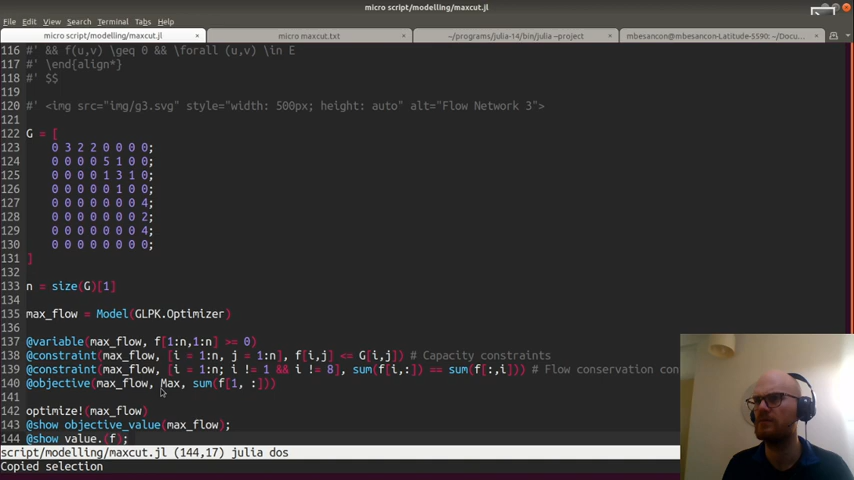 micro script/modelling/maxcut.jl
File Edit View Search Terminal Tabs Help
micro script/modelling/maxcut.jl × micro maxcut.txt × ~/programs/julia-14/bin/julia --project × mbesancon@mbesancon-Latitude-5590: ~/Docu... ×
116 #' && f(u,v) \geq 0 && \forall (u,v) \in E
117 #' \end{align*}
118 #' $$
119
120 #' <img src="img/g3.svg" style="width: 500px; height: auto" alt="Flow Network 3">
121
122 G = [
123 0 3 2 2 0 0 0 0;
124 0 0 0 0 5 1 0 0;
125 0 0 0 0 1 3 1 0;
126 0 0 0 0 0 1 0 0;
127 0 0 0 0 0 0 0 4;
128 0 0 0 0 0 0 0 2;
129 0 0 0 0 0 0 0 4;
130 0 0 0 0 0 0 0 0;
131 ]
132
133 n = size(G)[1]
134
135 max_flow = Model(GLPK.Optimizer)
136
137 @variable(max_flow, f[1:n,1:n] >= 0)
138 @constraint(max_flow, [i = 1:n, j = 1:n], f[i,j] <= G[i,j]) # Capacity constraints
139 @constraint(max_flow, [i = 1:n; i != 1 && i != 8], sum(f[i,:]) == sum(f[:,i])) # Flow conservation con
140 @objective(max_flow, Max, sum(f[1, :]))
141
142 optimize!(max_flow)
143 @show objective_value(max_flow);
144 @show value.(f);
script/modelling/maxcut.jl (144,17) julia dos
Copied selection